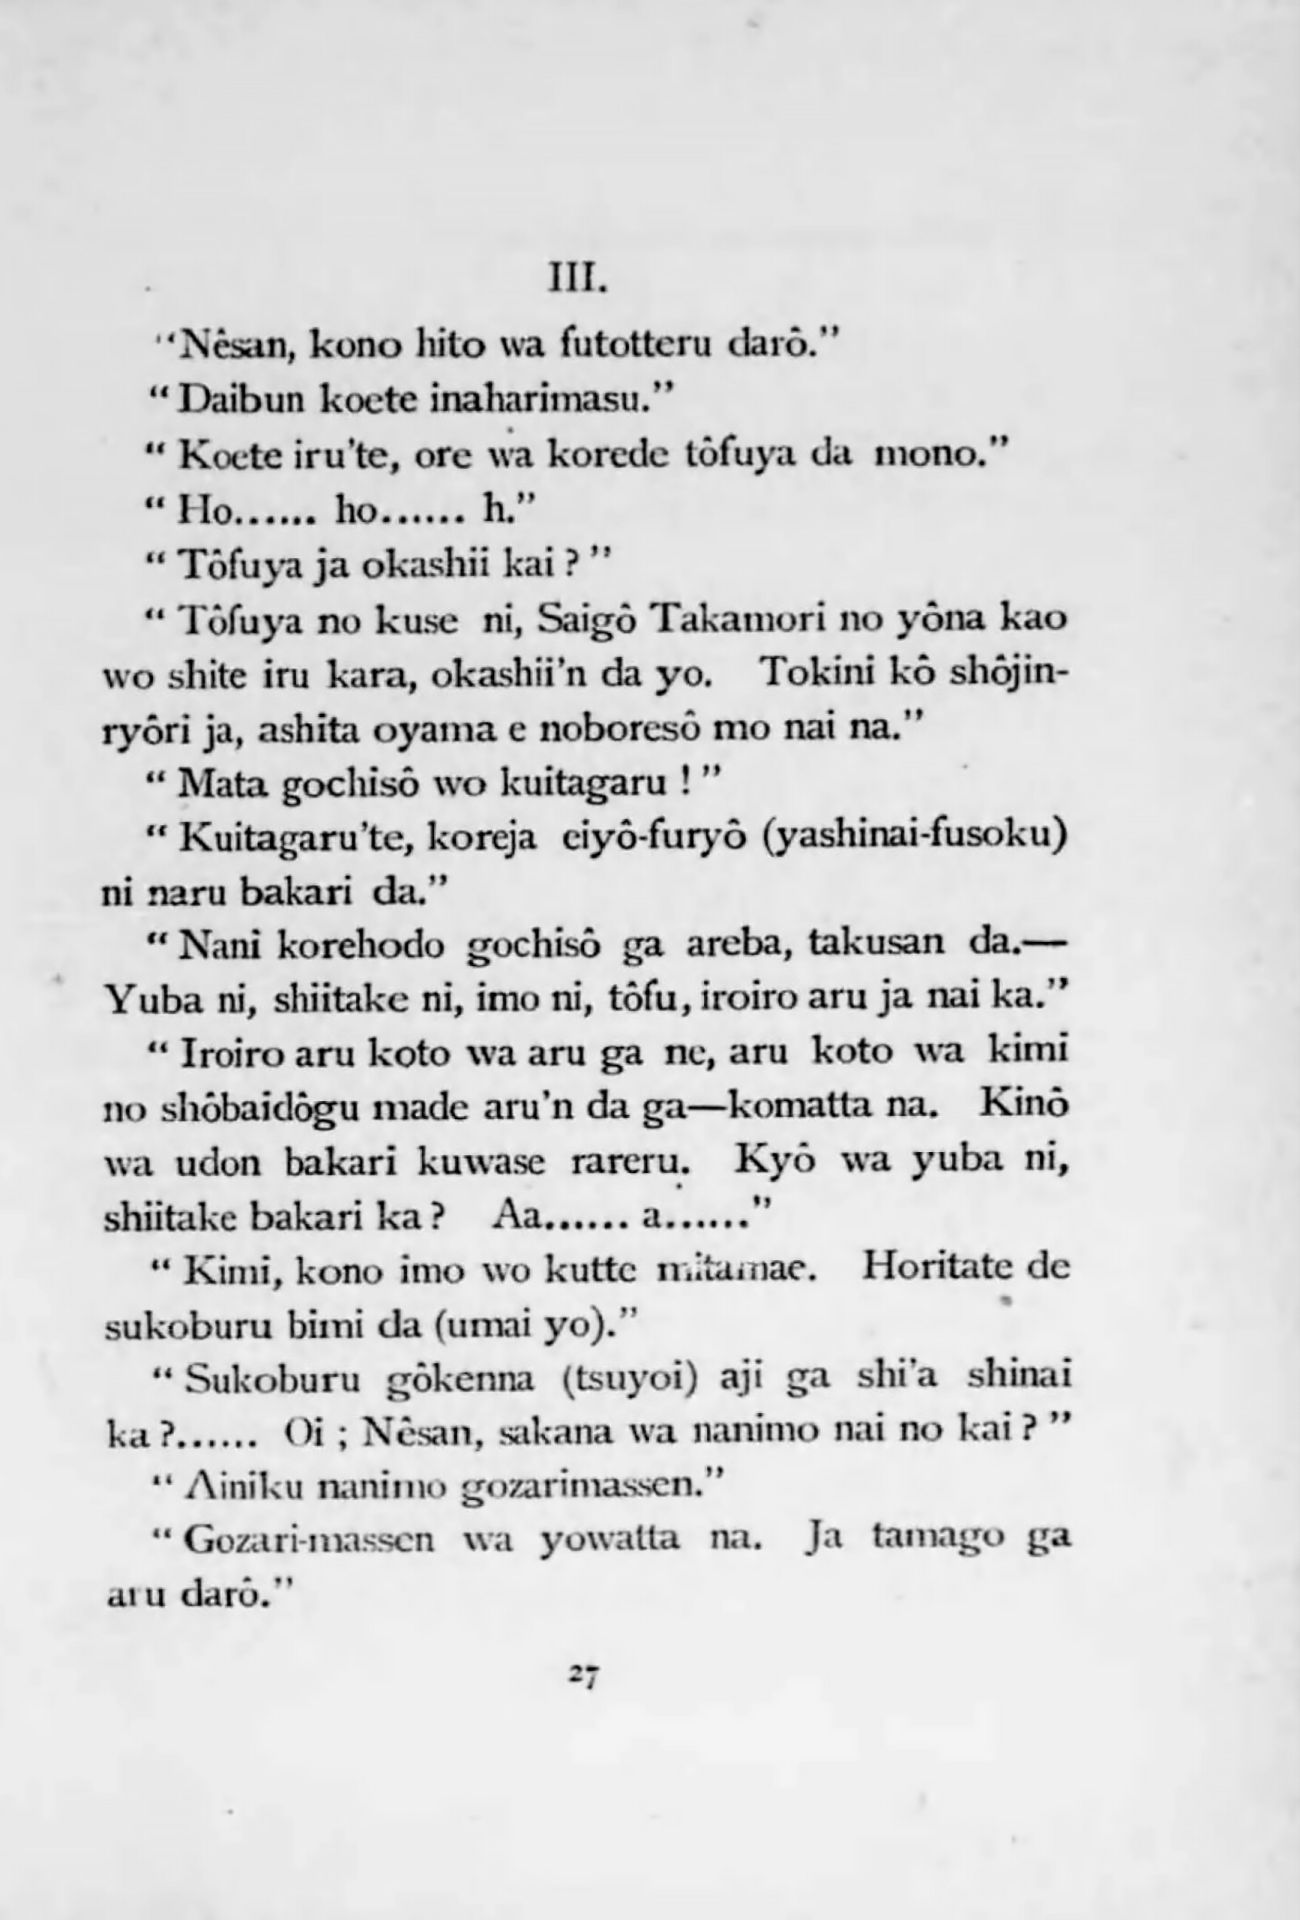 III.
“Nêsan, kono hito wa futotteru darô.”
“ Daibun koete inaharimasu.”
“ Koete iru’te, ore wa korede tôfuya da mono.”
“ Ho...... ho...... h.”
“ Tôfuya ja okashii kai ? ”
“ Tôfuya no kuse ni, Saigô Takamori no yôna kao
wo shite iru kara, okashii’n da yo. Tokini kô shôjin-
ryôri ja, ashita oyama e noboresô mo nai na.”
“ Mata gochisô wo kuitagaru ! ”
“ Kuitagaru’te, koreja eiyô-furyô (yashinai-fusoku)
ni naru bakari da.”
“ Nani korehodo gochisô ga areba, takusan da.—
Yuba ni, shiitake ni, imo ni, tôfu, iroiro aru ja nai ka.”
“ Iroiro aru koto wa aru ga ne, aru koto wa kimi
no shôbaidôgu made aru’n da ga—komatta na. Kinô
wa udon bakari kuwase rareru. Kyô wa yuba ni,
shiitake bakari ka ? Aa...... a......”
“ Kimi, kono imo wo kutte mitamae. Horitate de
sukoburu bimi da (umai yo).”
“ Sukoburu gôkenna (tsuyoi) aji ga shi’a shinai
ka ?...... Oi ; Nêsan, sakana wa nanimo nai no kai ? ”
“ Ainiku nanimo gozarimassen.”
“ Gozari-massen wa yowatta na. Ja tamago ga
aru darô.”
27